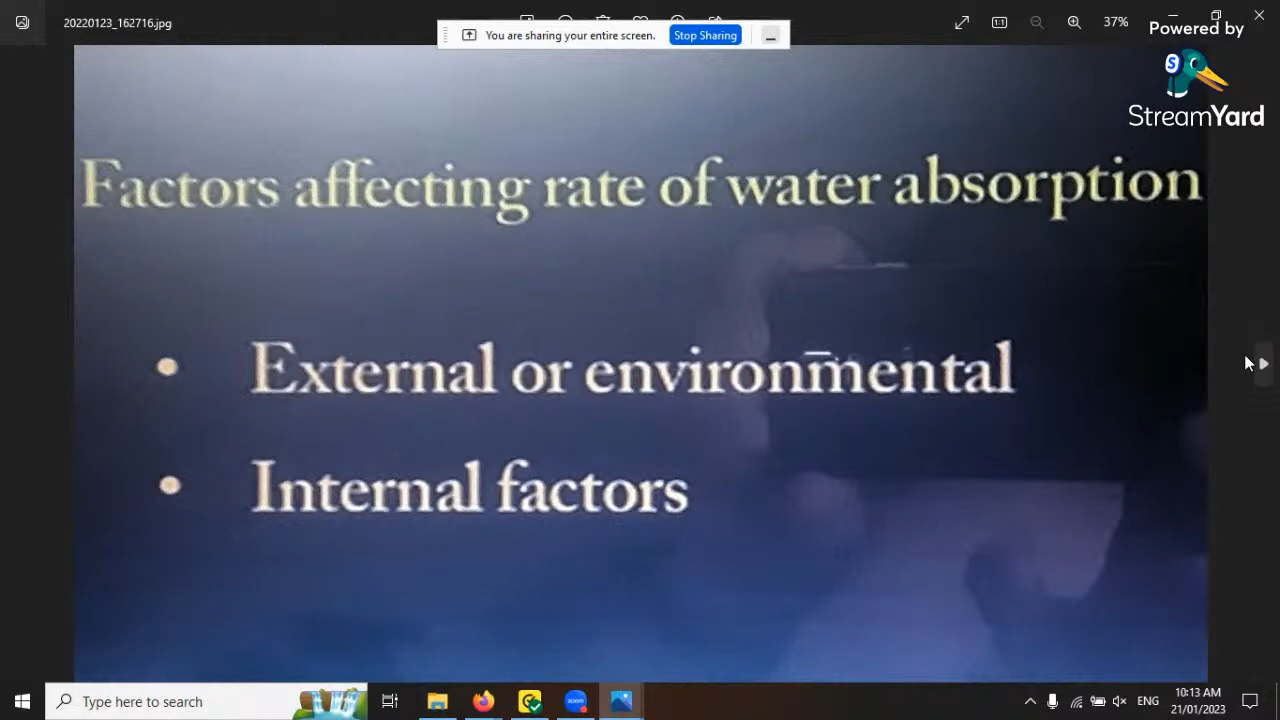 20220123_162716.jpg
You are sharing your entire screen. Stop Sharing
37%
Powered by
S
StreamYard
Factors affecting rate of water absorption
• External or environmental
• Internal factors
Type here to search
zoom
ENG
10:13 AM
21/01/2023